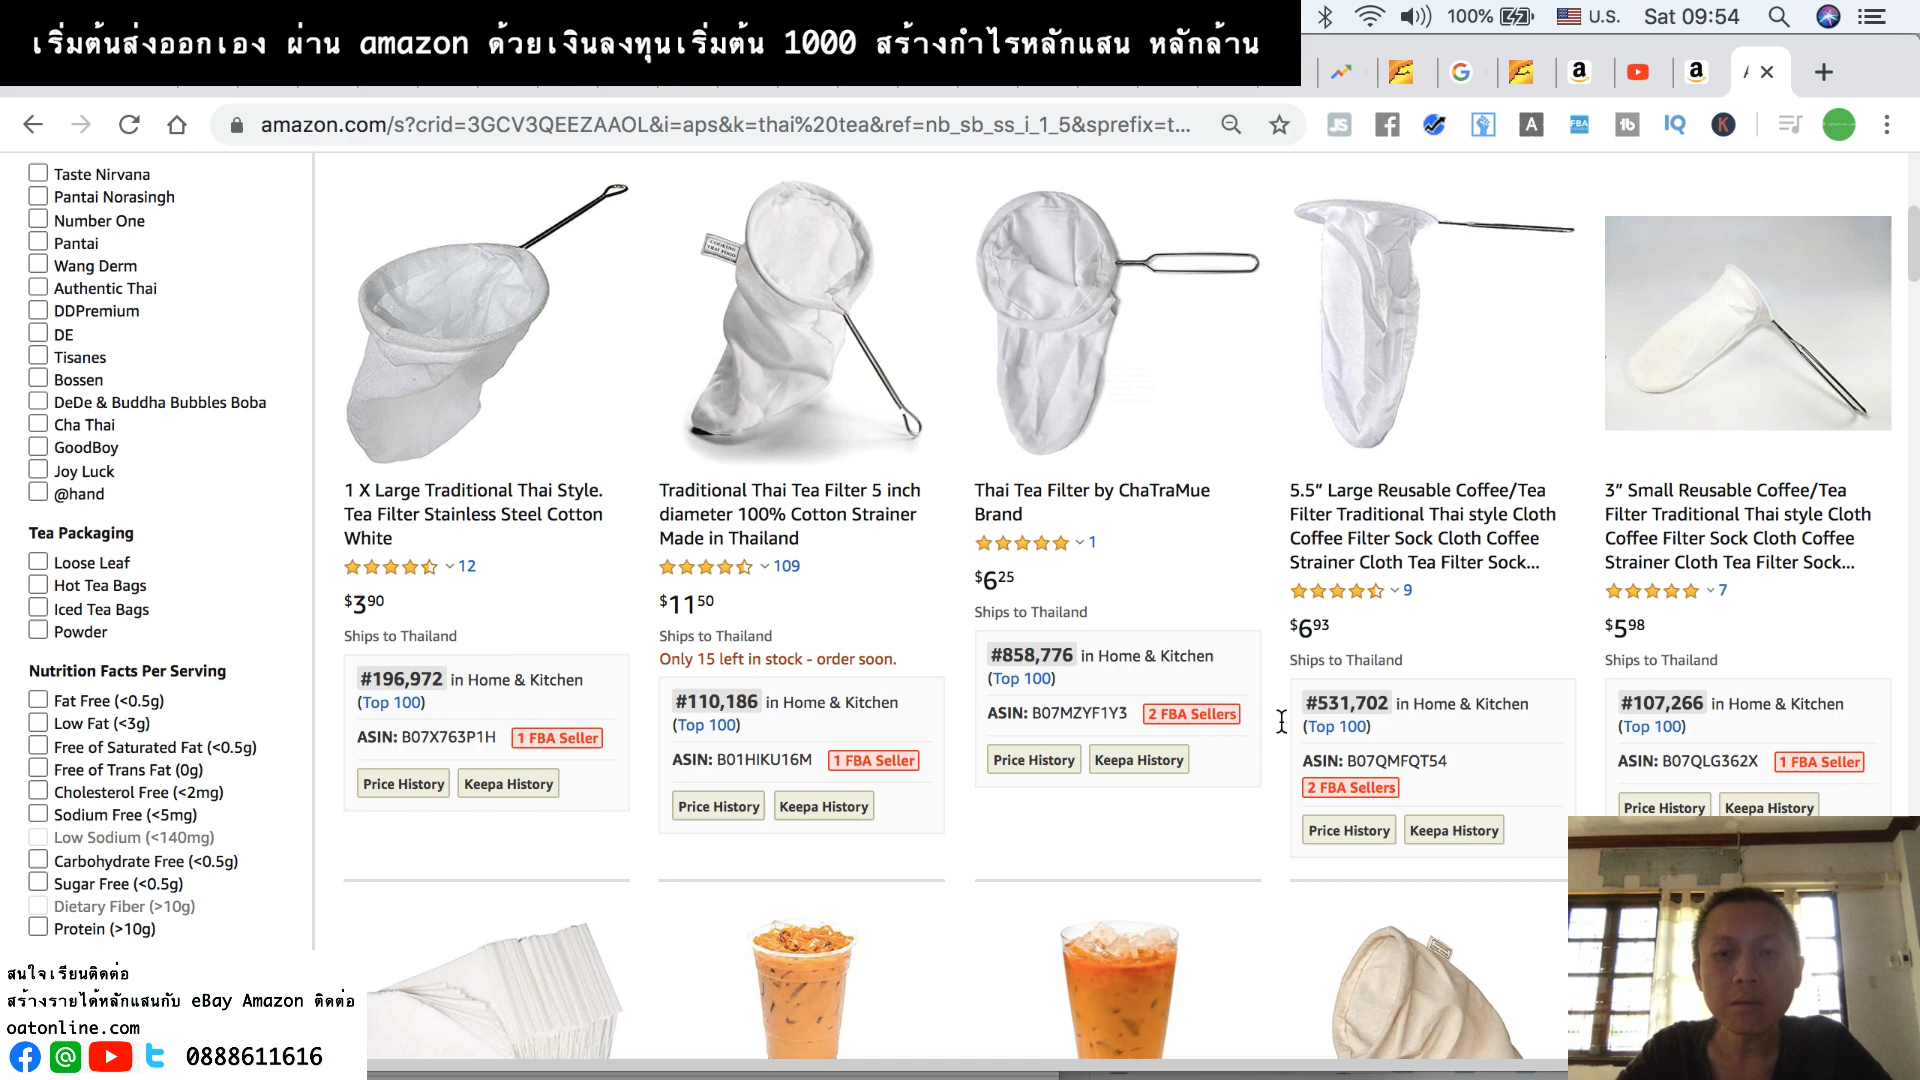 เริ่มต้นส่งออกเอง ผ่าน amazon ด้วยเงินลงทุนเริ่มต้น 1000 สร้างกำไรหลักแสน หลักล้าน
100% U.S. Sat 09:54
amazon.com/s?crid=3GCV3QEEZAAOL&i=aps&k=thai%20tea&ref=nb_sb_ss_i_1_5&sprefix=t...
JS A FBA 1b IQ K
Taste Nirvana
Pantai Norasingh
Number One
Pantai
Wang Derm
Authentic Thai
DDPremium
DE
Tisanes
Bossen
DeDe & Buddha Bubbles Boba
Cha Thai
GoodBoy
Joy Luck
@hand
Tea Packaging
Loose Leaf
Hot Tea Bags
Iced Tea Bags
Powder
Nutrition Facts Per Serving
Fat Free (<0.5g)
Low Fat (<3g)
Free of Saturated Fat (<0.5g)
Free of Trans Fat (0g)
Cholesterol Free (<2mg)
Sodium Free (<5mg)
Low Sodium (<140mg)
Carbohydrate Free (<0.5g)
Sugar Free (<0.5g)
Dietary Fiber (>10g)
Protein (>10g)
COOKING
THAI FOOD
1 X Large Traditional Thai Style.
Tea Filter Stainless Steel Cotton
White
12
$3.90
Ships to Thailand
#196,972 in Home & Kitchen
(Top 100)
ASIN: B07X763P1H 1 FBA Seller
Price History Keepa History
Traditional Thai Tea Filter 5 inch
diameter 100% Cotton Strainer
Made in Thailand
109
$11.50
Ships to Thailand
Only 15 left in stock - order soon.
#110,186 in Home & Kitchen
(Top 100)
ASIN: B01HIKU16M 1 FBA Seller
Price History Keepa History
Thai Tea Filter by ChaTraMue
Brand
1
$6.25
Ships to Thailand
#858,776 in Home & Kitchen
(Top 100)
ASIN: B07MZYF1Y3 2 FBA Sellers
Price History Keepa History
5.5” Large Reusable Coffee/Tea
Filter Traditional Thai style Cloth
Coffee Filter Sock Cloth Coffee
Strainer Cloth Tea Filter Sock...
9
$6.93
Ships to Thailand
#531,702 in Home & Kitchen
(Top 100)
ASIN: B07QMFQT54
2 FBA Sellers
Price History Keepa History
3” Small Reusable Coffee/Tea
Filter Traditional Thai style Cloth
Coffee Filter Sock Cloth Coffee
Strainer Cloth Tea Filter Sock...
7
$5.98
Ships to Thailand
#107,266 in Home & Kitchen
(Top 100)
ASIN: B07QLG362X 1 FBA Seller
Price History Keepa History
สนใจเรียนติดต่อ
สร้างรายได้หลักแสนกับ eBay Amazon ติดต่อ
oatonline.com
0888611616